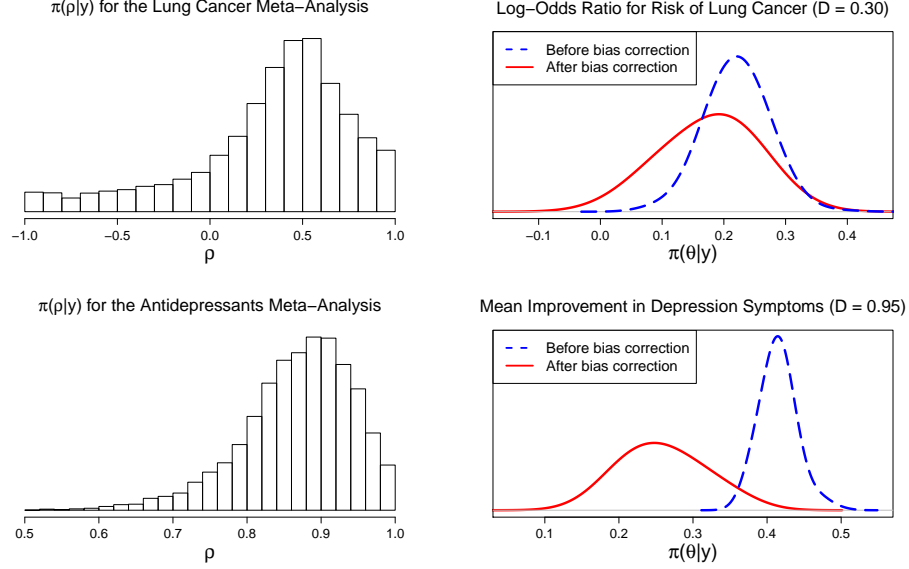 π(ρ|y) for the Lung Cancer Meta−Analysis
−1.0 −0.5 0.0 0.5 1.0
ρ
Log−Odds Ratio for Risk of Lung Cancer (D = 0.30)
Before bias correction
After bias correction
−0.1 0.0 0.1 0.2 0.3 0.4
π(θ|y)
π(ρ|y) for the Antidepressants Meta−Analysis
0.5 0.6 0.7 0.8 0.9 1.0
ρ
Mean Improvement in Depression Symptoms (D = 0.95)
Before bias correction
After bias correction
0.1 0.2 0.3 0.4 0.5
π(θ|y)